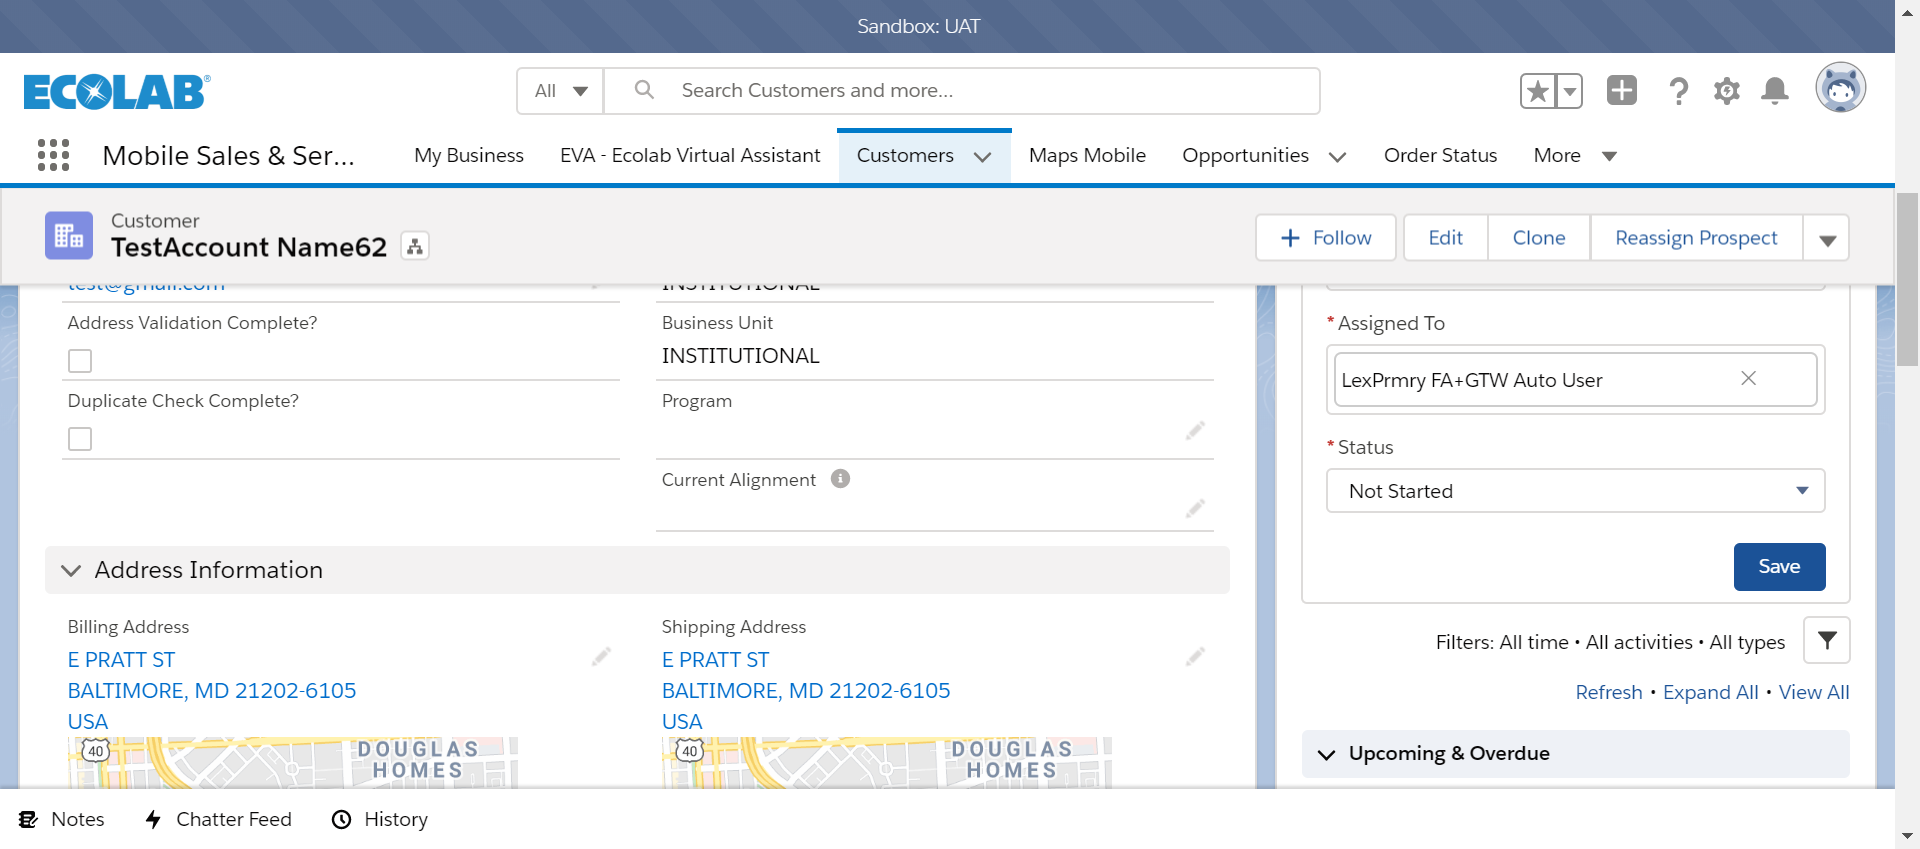 Sandbox: UAT
ECOLAB®
All
Search Customers and more...
Mobile Sales & Ser...
My Business
EVA - Ecolab Virtual Assistant
Customers
Maps Mobile
Opportunities
Order Status
More
Customer
TestAccount Name62
Follow
Edit
Clone
Reassign Prospect
test@gmail.com
INSTITUTIONAL
Address Validation Complete?
Business Unit
INSTITUTIONAL
Duplicate Check Complete?
Program
Current Alignment
*Assigned To
LexPrmry FA+GTW Auto User
*Status
Not Started
Save
Address Information
Billing Address
E PRATT ST
BALTIMORE, MD 21202-6105
USA
40
DOUGLAS
HOMES
Shipping Address
E PRATT ST
BALTIMORE, MD 21202-6105
USA
40
DOUGLAS
HOMES
Filters: All time • All activities • All types
Refresh • Expand All • View All
Upcoming & Overdue
Notes
Chatter Feed
History